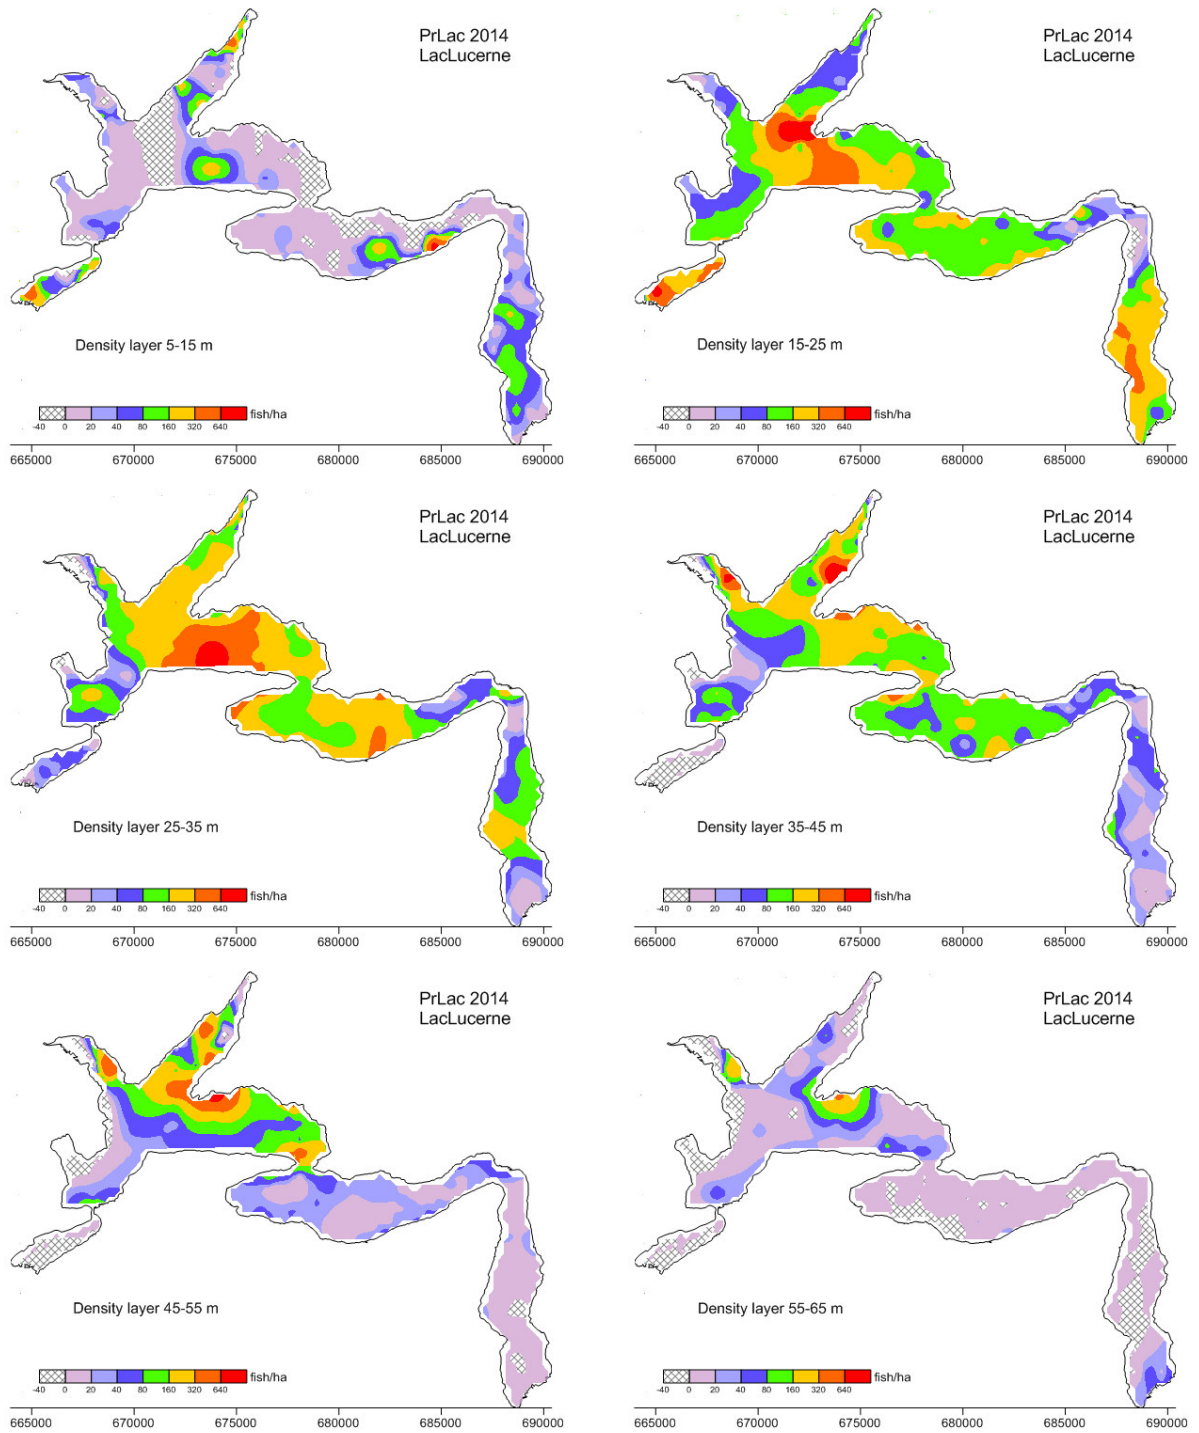 PrLac 2014
LacLucerne
Density layer 5-15 m
fish/ha
-40 0 20 40 80 160 320 640
665000 670000 675000 680000 685000 690000
PrLac 2014
LacLucerne
Density layer 15-25 m
fish/ha
-40 0 20 40 80 160 320 640
665000 670000 675000 680000 685000 690000
PrLac 2014
LacLucerne
Density layer 25-35 m
fish/ha
-40 0 20 40 80 160 320 640
665000 670000 675000 680000 685000 690000
PrLac 2014
LacLucerne
Density layer 35-45 m
fish/ha
-40 0 20 40 80 160 320 640
665000 670000 675000 680000 685000 690000
PrLac 2014
LacLucerne
Density layer 45-55 m
fish/ha
-40 0 20 40 80 160 320 640
665000 670000 675000 680000 685000 690000
PrLac 2014
LacLucerne
Density layer 55-65 m
fish/ha
-40 0 20 40 80 160 320 640
665000 670000 675000 680000 685000 690000